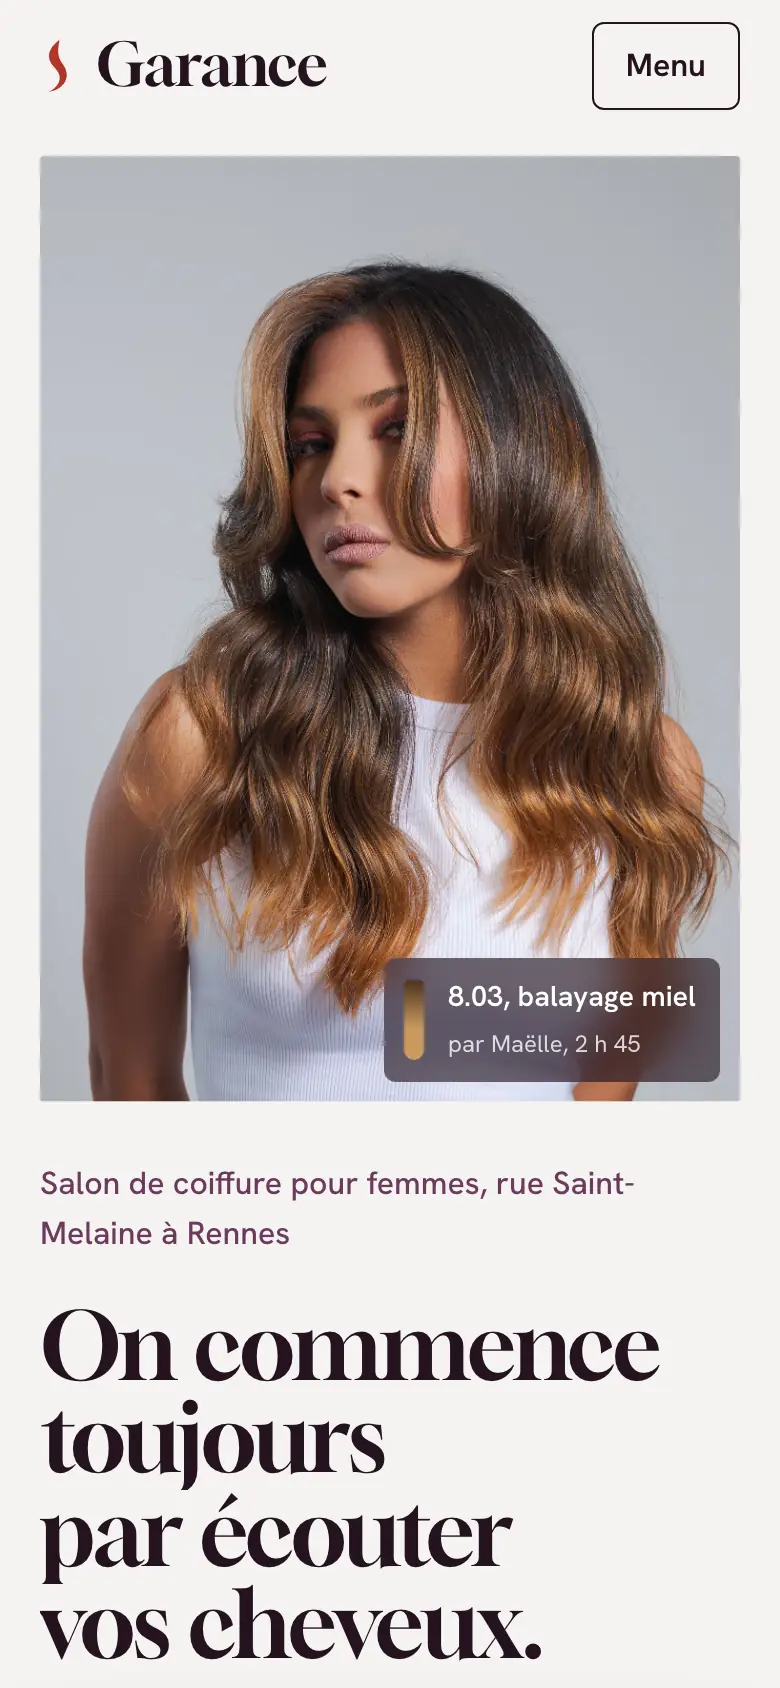 Garance
Menu
8.03, balayage miel
par Maëlle, 2 h 45
Salon de coiffure pour femmes, rue Saint-
Melaine à Rennes
On commence
toujours
par écouter
vos cheveux.